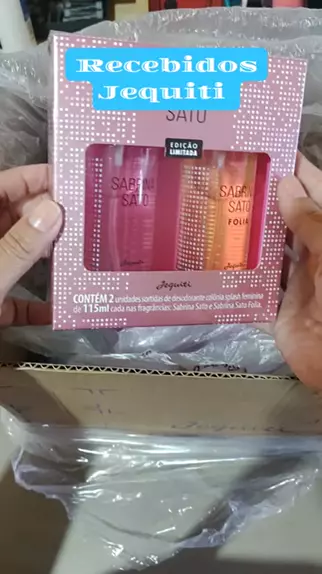 Recebidos
Jequiti
SATO
EDIÇÃO
LIMITADA
SABRINA
SATO
SABRINA
SATO
FOLIA
Jequiti
CONTÉM 2 unidades sortidas de desodorante colônia splash feminina
de 115ml cada nas fragrâncias: Sabrina Sato e Sabrina Sato Folia.
Jequiti